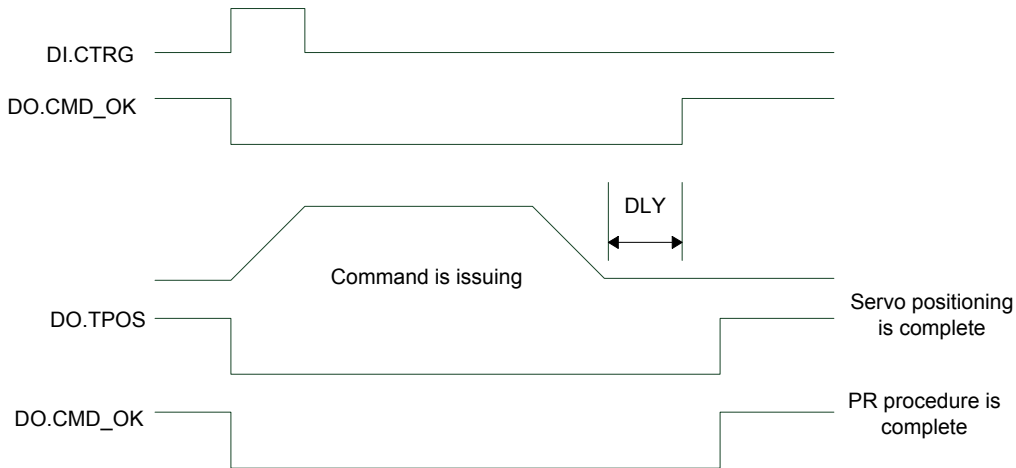 DI.CTRG
DO.CMD_OK
DLY
Command is issuing
DO.TPOS
Servo positioning
is complete
DO.CMD_OK
PR procedure is
complete